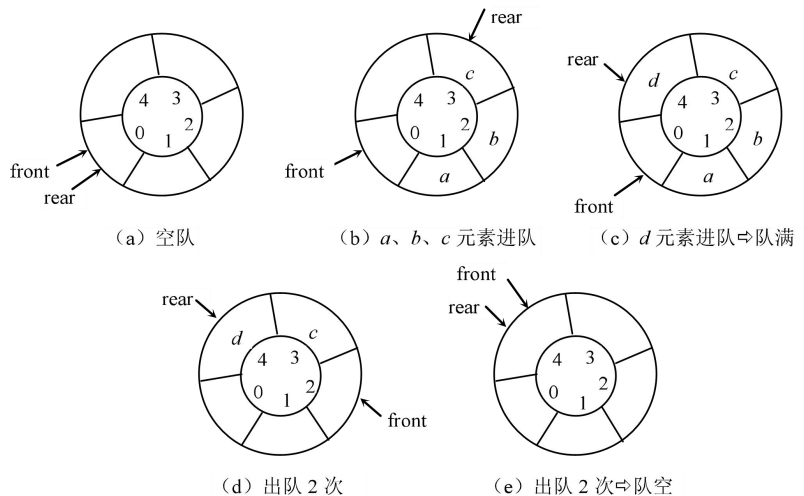 rear
c
4 3
0 2
1
b
a
front
rear
(a)空队
rear
d
c
4 3
0 2
1
b
a
front
(b)a、b、c 元素进队
4 3
0 2
1
front
(c)d 元素进队⇨队满
rear
d
c
4 3
0 2
1
front
(d)出队 2 次
front
rear
4 3
0 2
1
(e)出队 2 次⇨队空